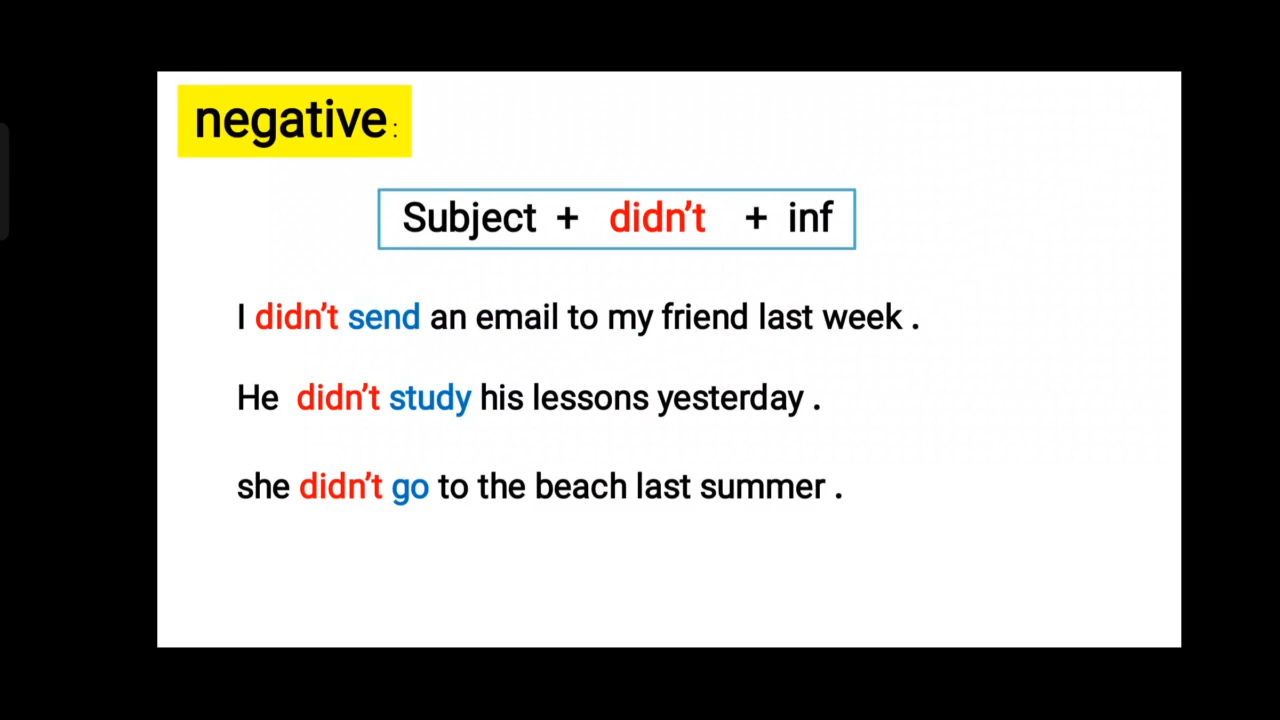 negative :
Subject + didn't + inf
I didn't send an email to my friend last week .
He didn't study his lessons yesterday .
she didn't go to the beach last summer .